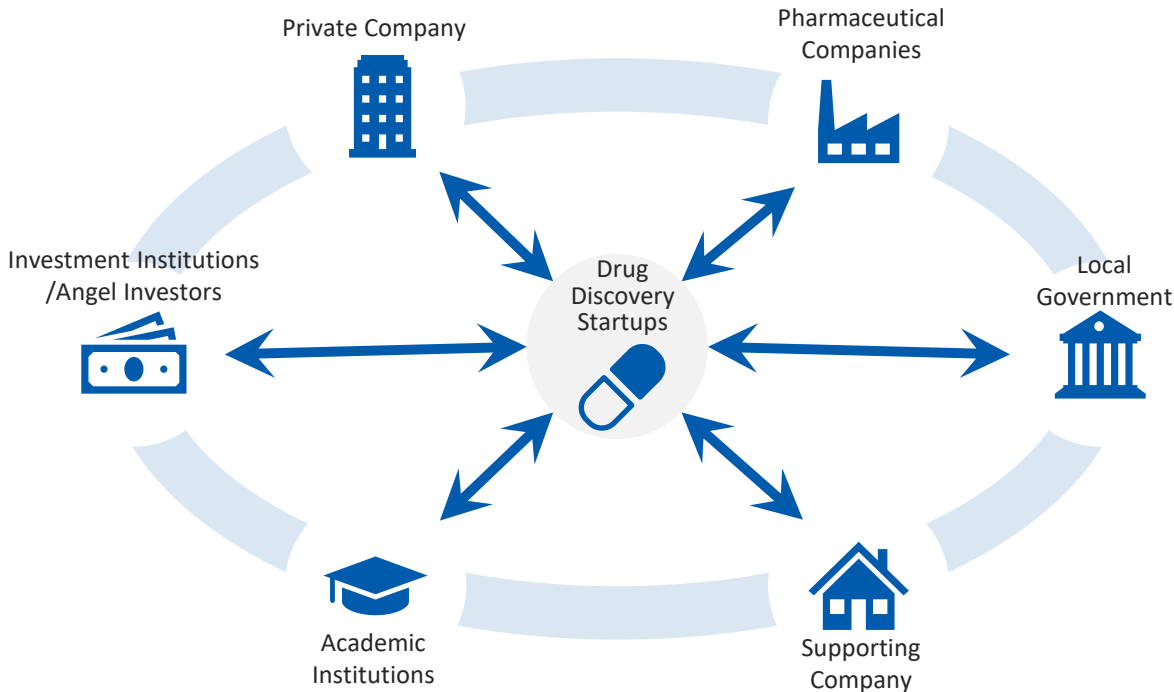 Private Company
Pharmaceutical
Companies
Investment Institutions
/Angel Investors
Drug
Discovery
Startups
Local
Government
Academic
Institutions
Supporting
Company